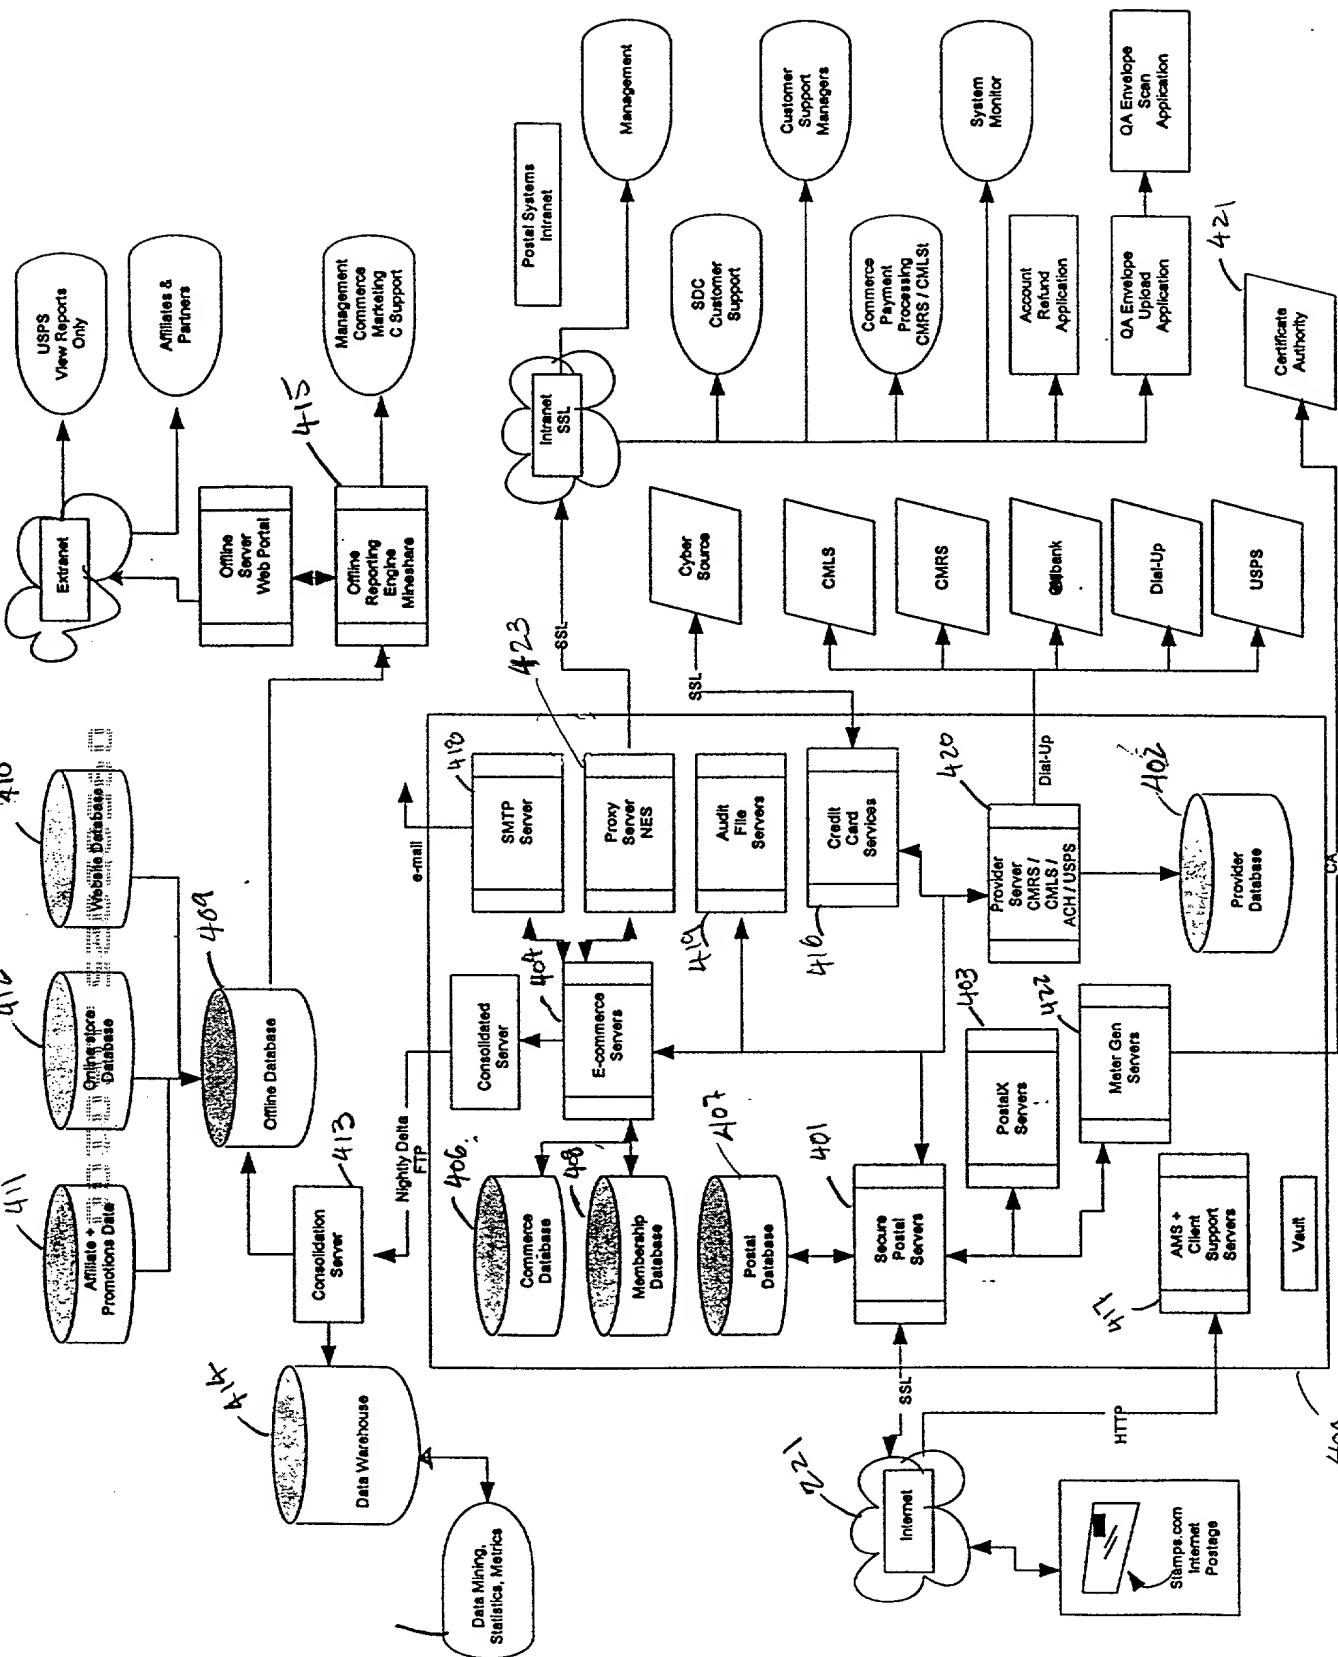 USPS
View Reports
Only
Affiliates &
Partners
Management
Commerce
Marketing
C Support
Extranet
Offline
Server
Web Portal
Offline
Reporting
Engine
Mineshare
415
Postal Systems
Intranet
Management
Customer
Support
Managers
System
Monitor
QA Envelope
Scan
Application
SDC
Customer
Support
Commerce
Payment
Processing
CMRS / CMLSt
Account
Refund
Application
QA Envelope
Upload
Application
421
Certificate
Authority
Intranet
SSL
Cyber
Source
CMLS
CMRS
Dial-Up
USPS
SSL
SSL
Dial-Up
CA
410
Website Database
Online store
Database
411
Affiliate +
Promotions Data
409
Offline Database
413
Consolidation
Server
414
Data Warehouse
Data Mining,
Statistics, Metrics
Nightly Delta
FTP
e-mail
418
SMTP
Server
423
Proxy
Server
NES
419
Audit
File
Servers
416
Credit
Card
Services
420
Provider
Server
CMRS /
CMLS /
ACH / USPS
402
Provider
Database
Consolidated
Server
404
E-commerce
Servers
406
Commerce
Database
408
Membership
Database
407
Postal
Database
401
Secure
Postal
Servers
403
PostalX
Servers
422
Meter Gen
Servers
417
AMS +
Client
Support
Servers
Vault
SSL
HTTP
221
Internet
Stamps.com
Internet
Postage